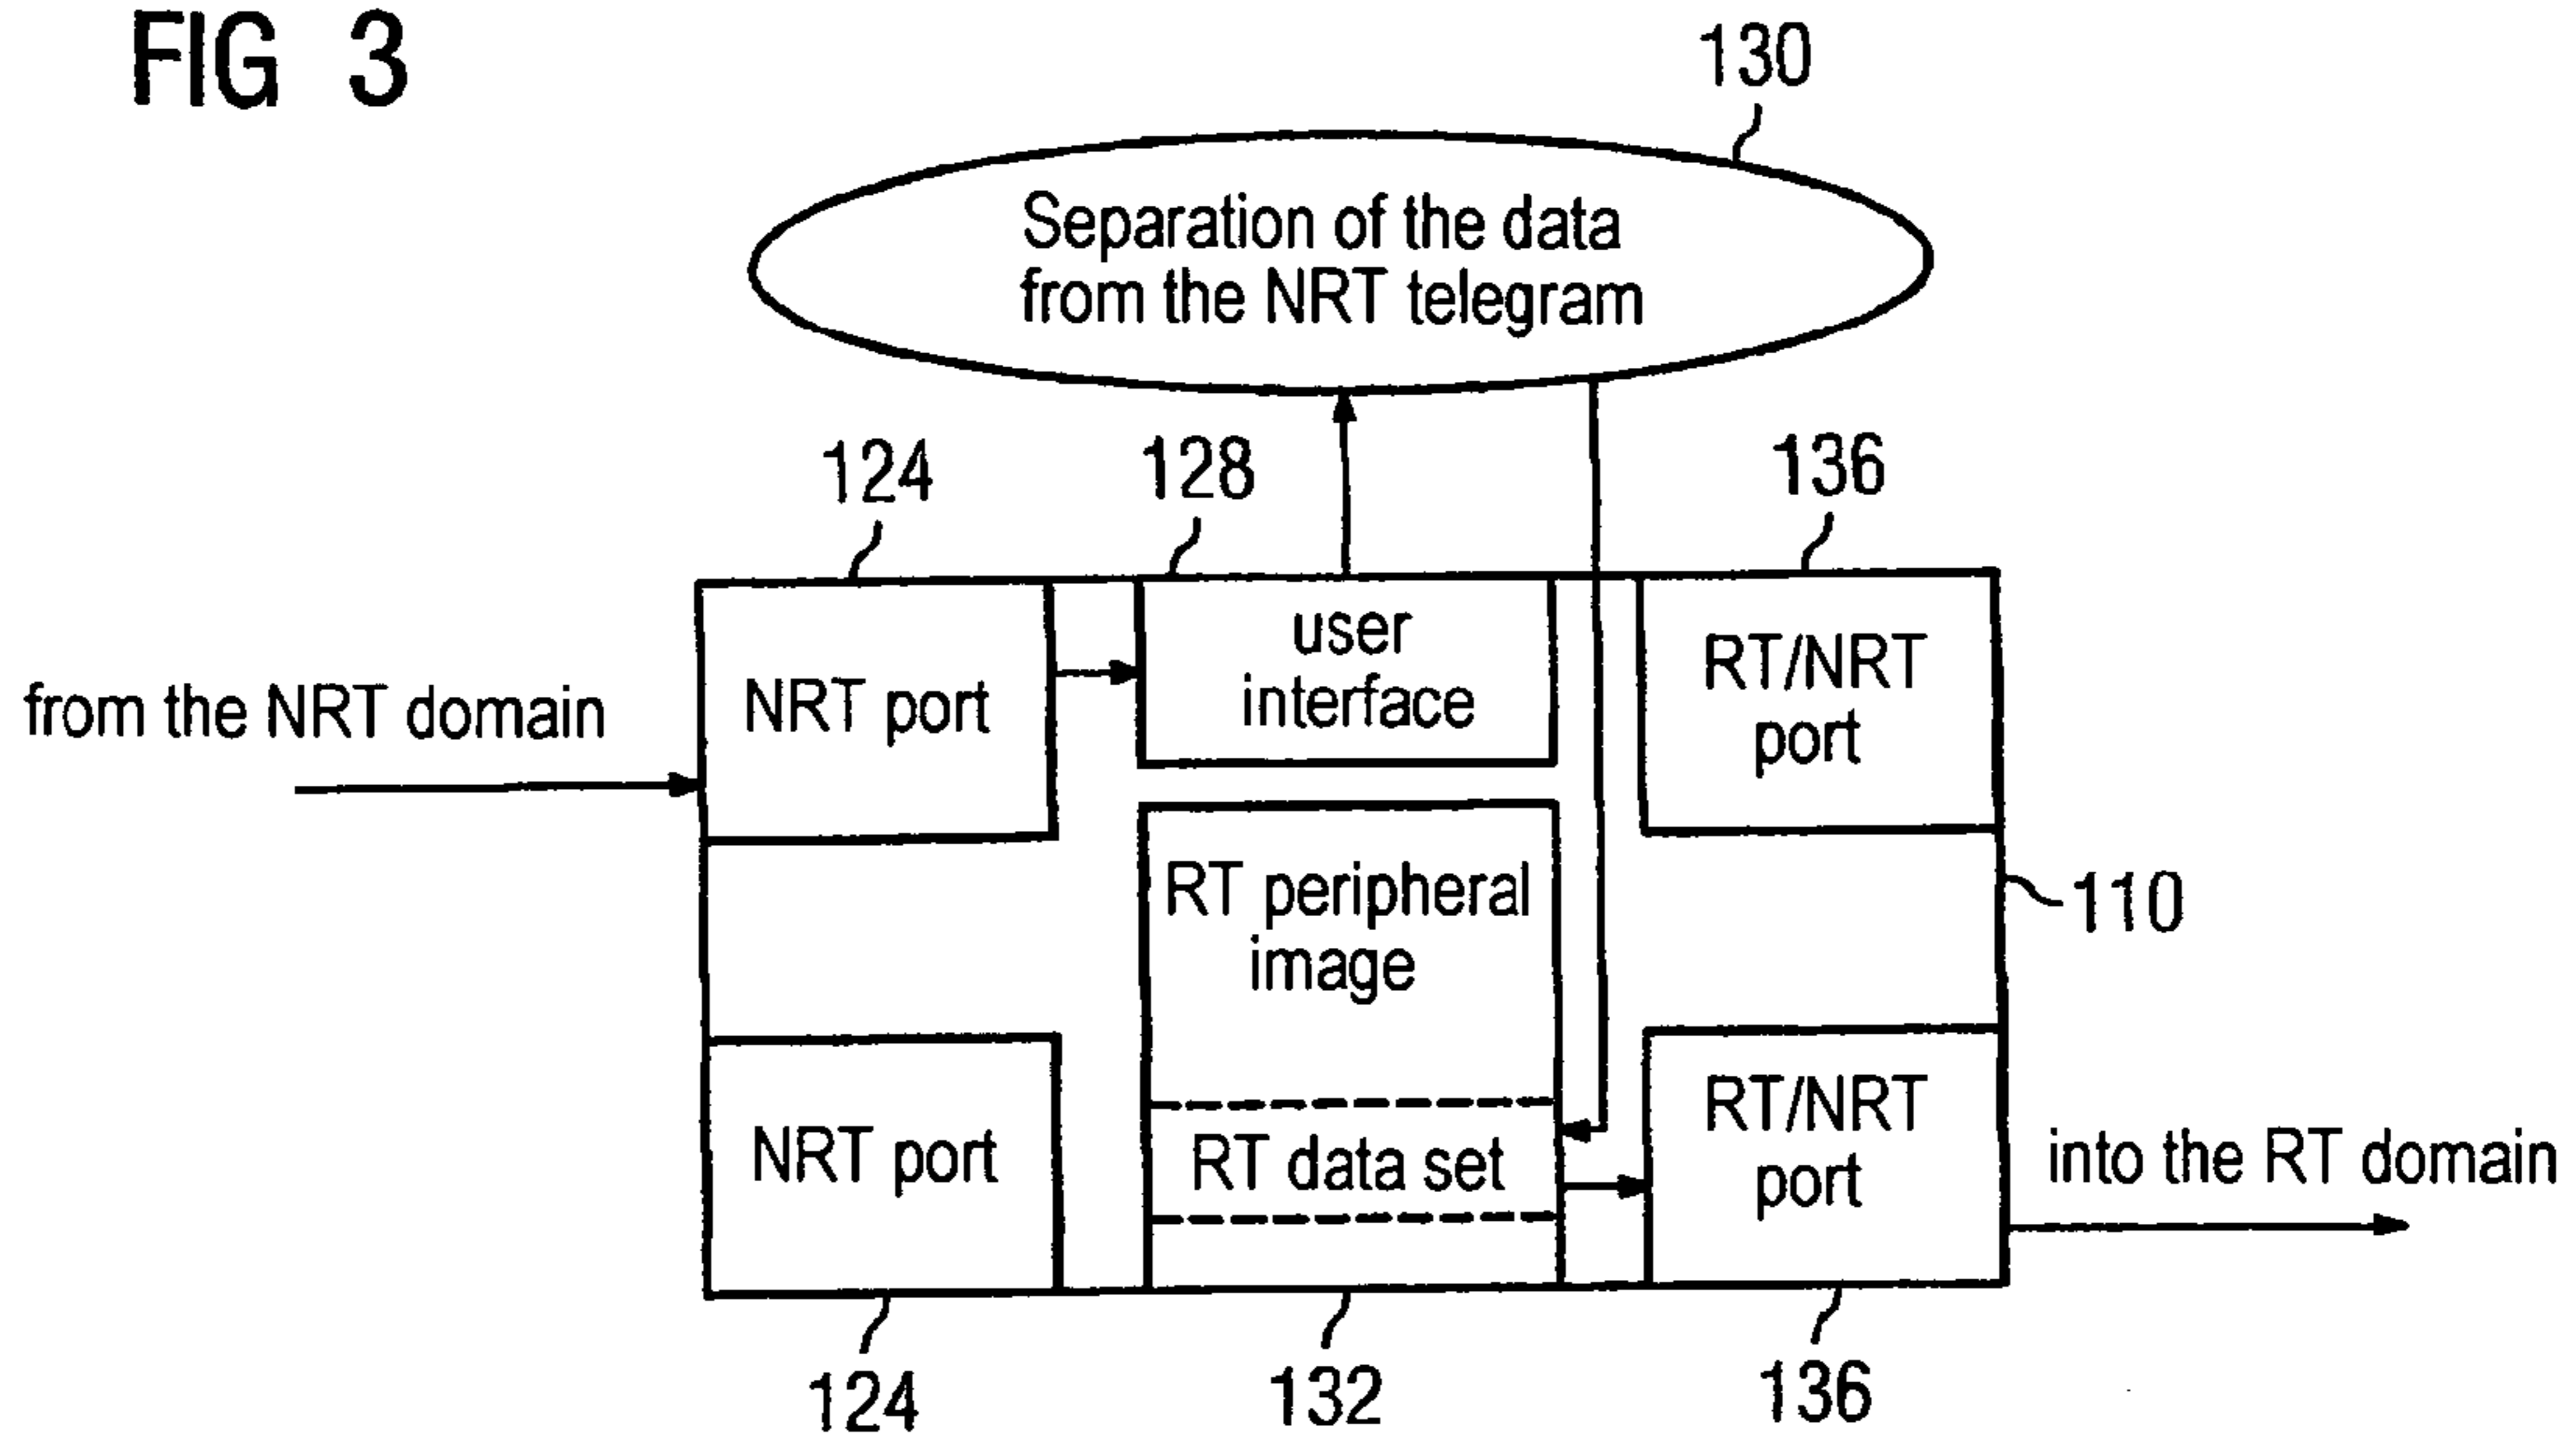 FIG 3
130
Separation of the data
from the NRT telegram
124
128
136
user
interface
RT/NRT
port
NRT port
from the NRT domain
RT peripheral
image
110
NRT port
RT data set
RT/NRT
port
into the RT domain
124
132
136